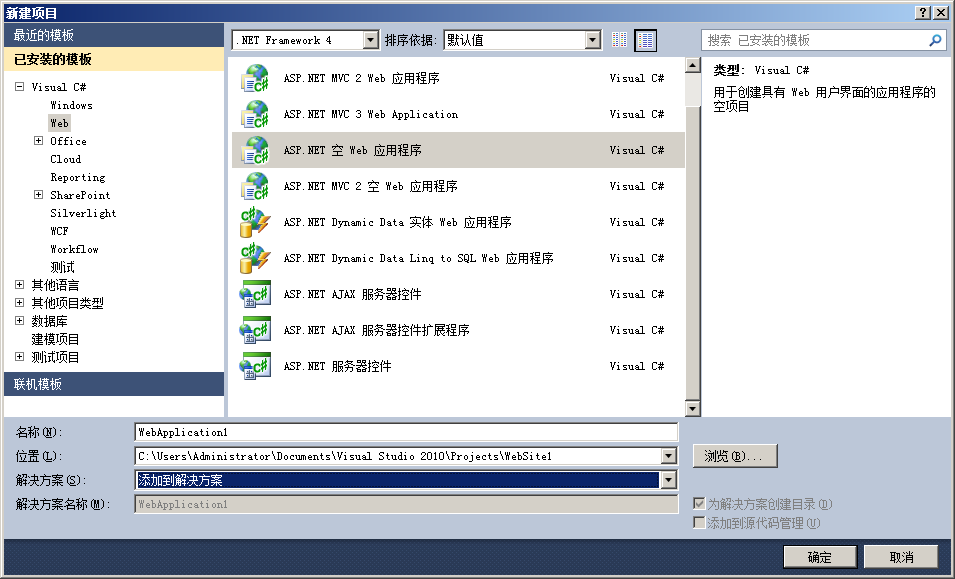 新建项目
最近的模板
已安装的模板
Visual C#
Windows
Web
Office
Cloud
Reporting
SharePoint
Silverlight
WCF
Workflow
测试
其他语言
其他项目类型
数据库
建模项目
测试项目
联机模板
.NET Framework 4 排序依据: 默认值
ASP.NET MVC 2 Web 应用程序 Visual C#
ASP.NET MVC 3 Web Application Visual C#
ASP.NET 空 Web 应用程序 Visual C#
ASP.NET MVC 2 空 Web 应用程序 Visual C#
ASP.NET Dynamic Data 实体 Web 应用程序 Visual C#
ASP.NET Dynamic Data Linq to SQL Web 应用程序 Visual C#
ASP.NET AJAX 服务器控件 Visual C#
ASP.NET AJAX 服务器控件扩展程序 Visual C#
ASP.NET 服务器控件 Visual C#
搜索 已安装的模板
类型: Visual C#
用于创建具有 Web 用户界面的应用程序的
空项目
名称(N): WebApplication1
位置(L): C:\Users\Administrator\Documents\Visual Studio 2010\Projects\WebSite1 浏览(B)...
解决方案(S): 添加到解决方案
解决方案名称(M): WebApplication1 为解决方案创建目录(D)
添加到源代码管理(U)
确定 取消